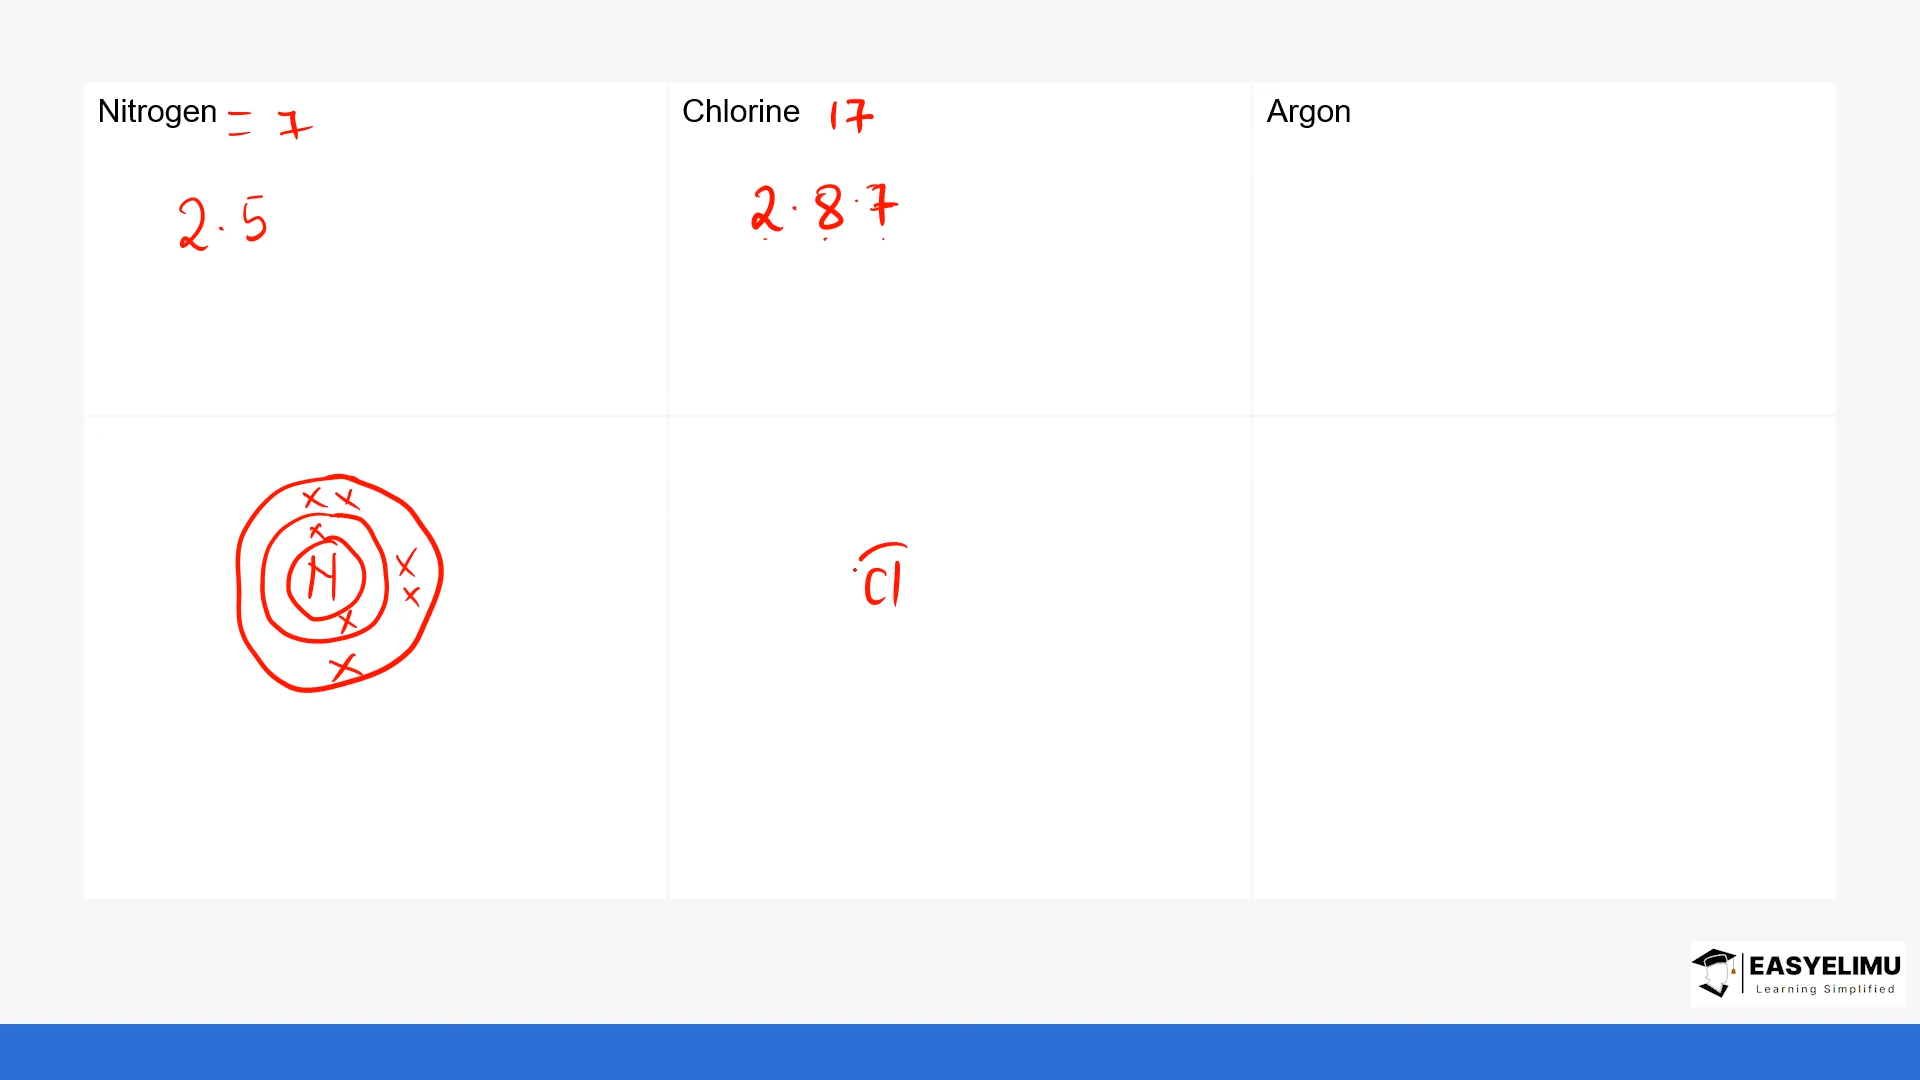 Nitrogen = 7
2.5
Chlorine 17
2.8.7
Argon
N
Cl
EASYELIMU
Learning Simplified